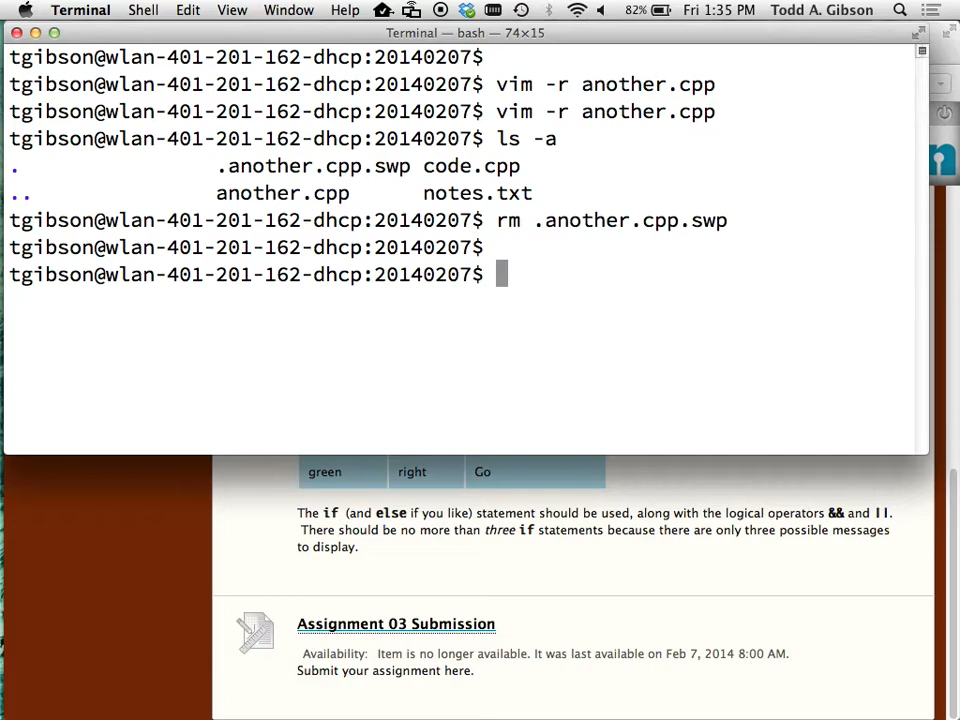 Terminal Shell Edit View Window Help 82% Fri 1:35 PM Todd A. Gibson
Terminal — bash — 74×15
tgibson@wlan-401-201-162-dhcp:20140207$
tgibson@wlan-401-201-162-dhcp:20140207$ vim -r another.cpp
tgibson@wlan-401-201-162-dhcp:20140207$ vim -r another.cpp
tgibson@wlan-401-201-162-dhcp:20140207$ ls -a
. .another.cpp.swp code.cpp
.. another.cpp notes.txt
tgibson@wlan-401-201-162-dhcp:20140207$ rm .another.cpp.swp
tgibson@wlan-401-201-162-dhcp:20140207$
tgibson@wlan-401-201-162-dhcp:20140207$
green right Go
The if (and else if you like) statement should be used, along with the logical operators && and ||.
There should be no more than three if statements because there are only three possible messages
to display.
Assignment 03 Submission
Availability: Item is no longer available. It was last available on Feb 7, 2014 8:00 AM.
Submit your assignment here.